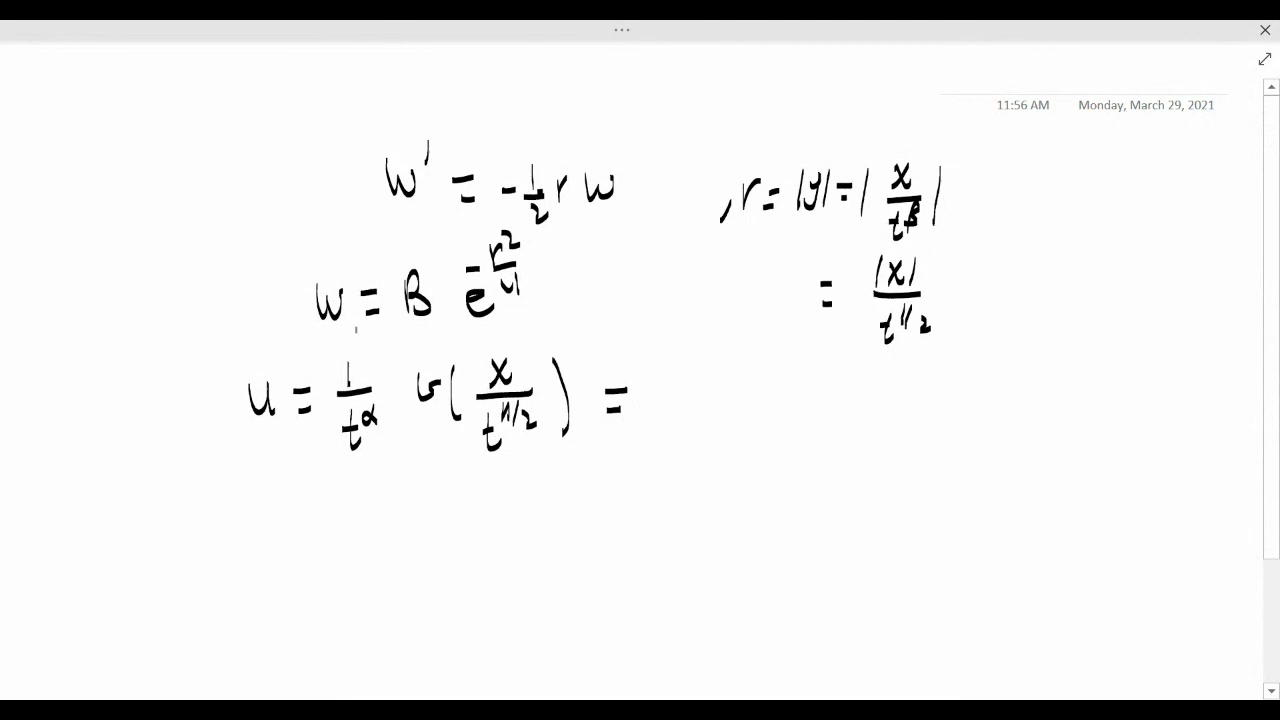 11:56 AM Monday, March 29, 2021
w' = -1/2 r w , r = |y| = | x/t^β |
= |x|/t^{1/2}
w = B e^{-r²/4}
u = 1/t^α v( x/t^{1/2} ) =